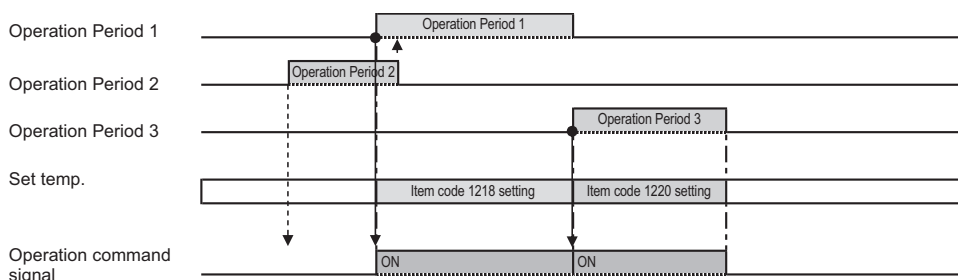 Operation Period 1
Operation Period 1
Operation Period 2
Operation Period 2
Operation Period 3
Operation Period 3
Set temp.
Item code 1218 setting
Item code 1220 setting
Operation command
signal
ON
ON